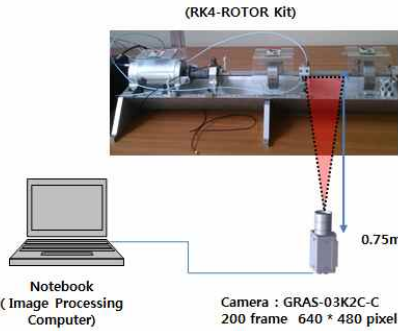 (RK4-ROTOR Kit)
0.75m
Notebook
( Image Processing
Computer)
Camera : GRAS-03K2C-C
200 frame 640 * 480 pixel